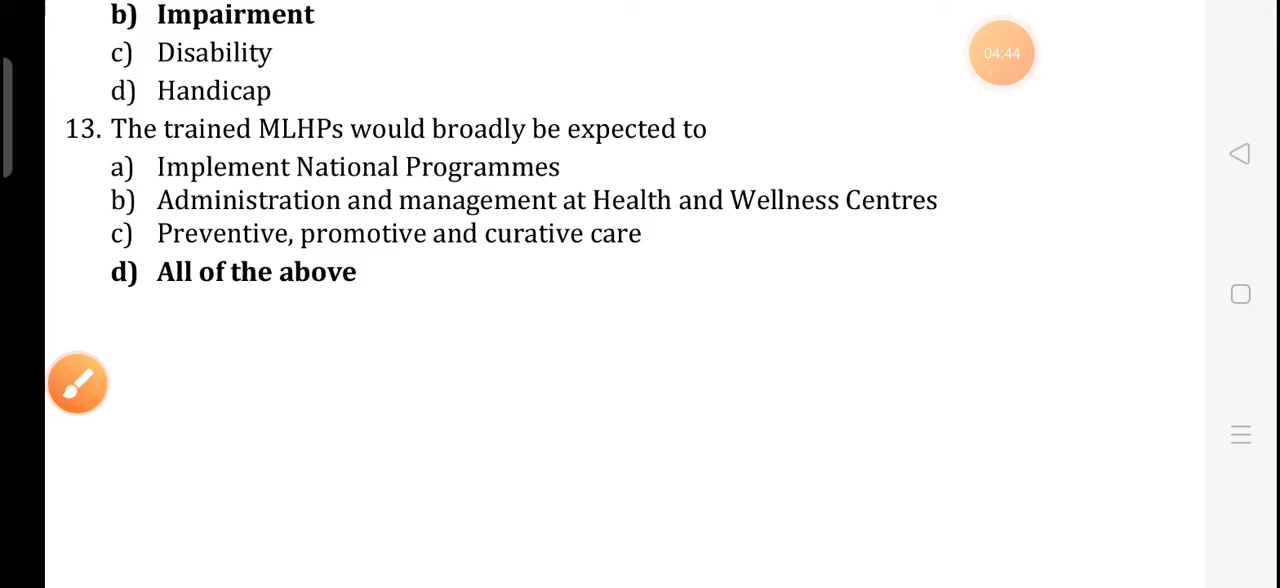 b) Impairment
c) Disability
d) Handicap
13. The trained MLHPs would broadly be expected to
a) Implement National Programmes
b) Administration and management at Health and Wellness Centres
c) Preventive, promotive and curative care
d) All of the above
04:44